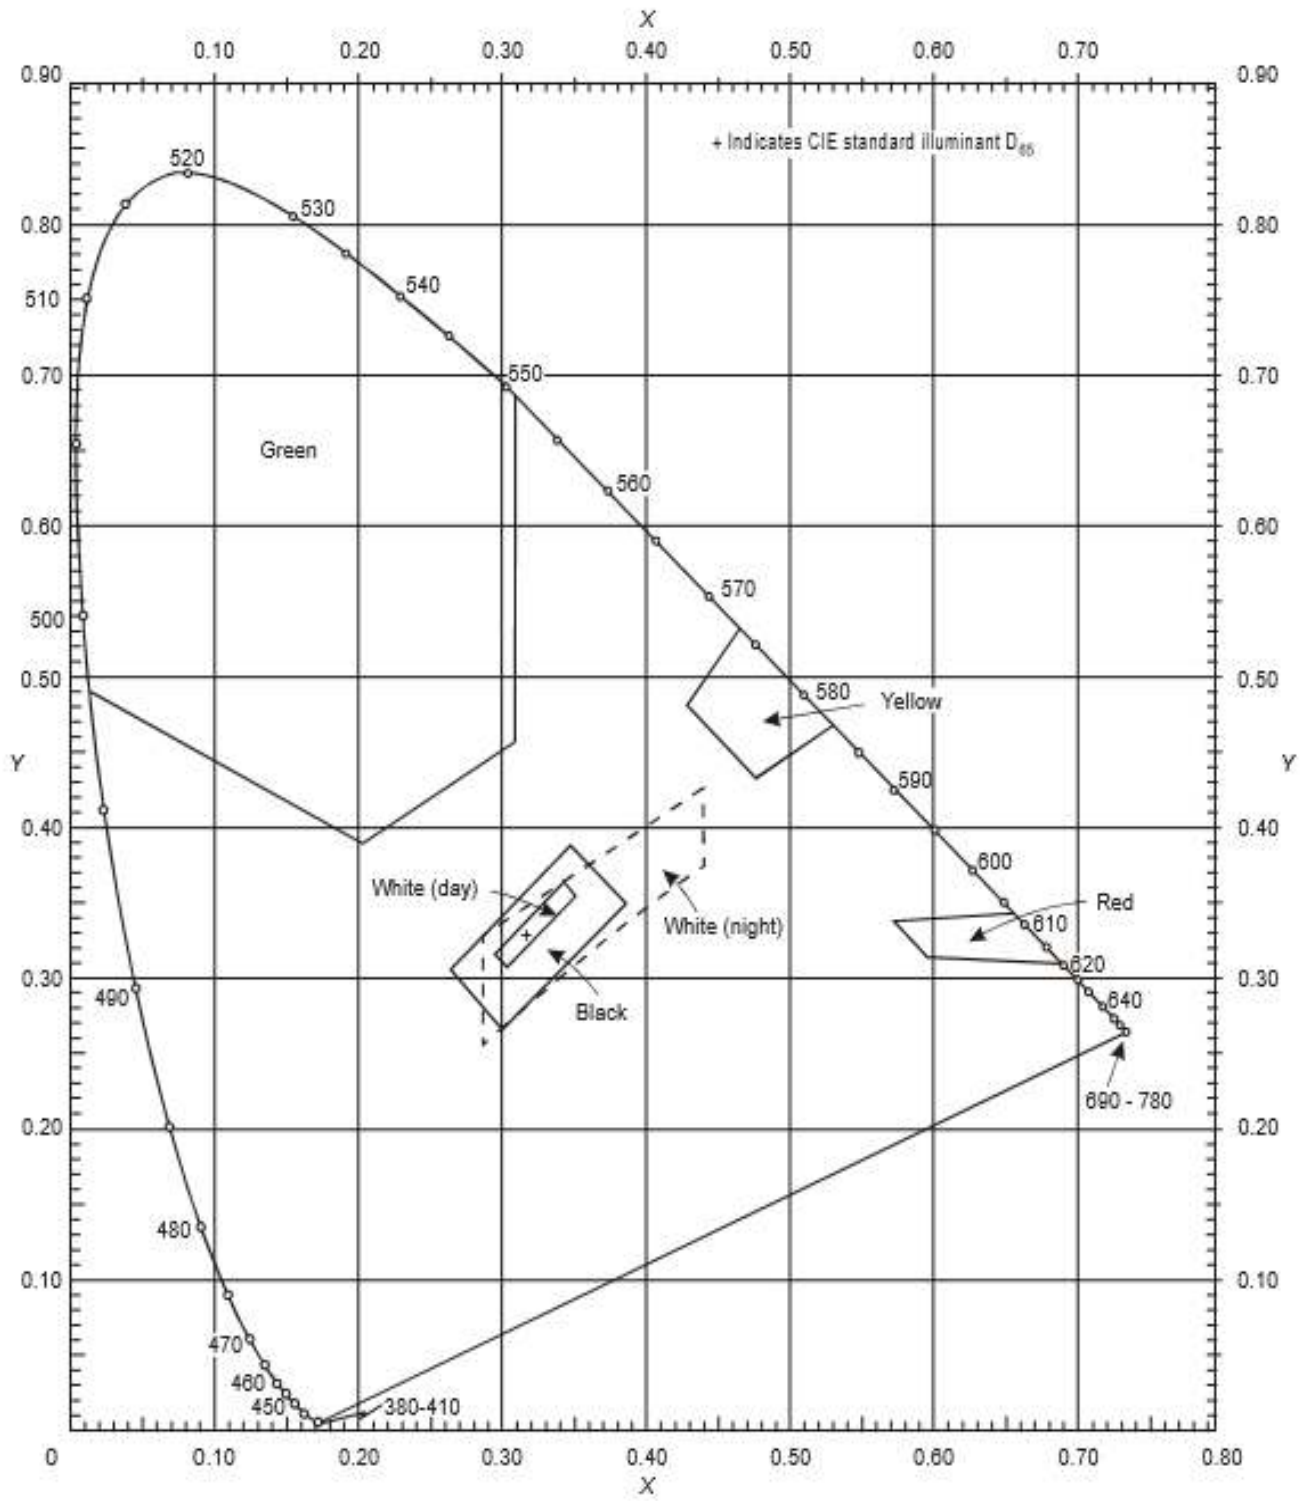 X
0.10 0.20 0.30 0.40 0.50 0.60 0.70
0.90 0.90
+ Indicates CIE standard illuminant D65
520
530
0.80 0.80
540
510
550
0.70 0.70
Green
560
0.60 0.60
570
500
0.50 580 0.50
Yellow
Y Y
590
0.40 0.40
600
White (day)
Red
White (night) 610
620
0.30 0.30
490 640
Black
690 - 780
0.20 0.20
480
0.10 0.10
470
460
450 380-410
0 0.10 0.20 0.30 0.40 0.50 0.60 0.70 0.80
X